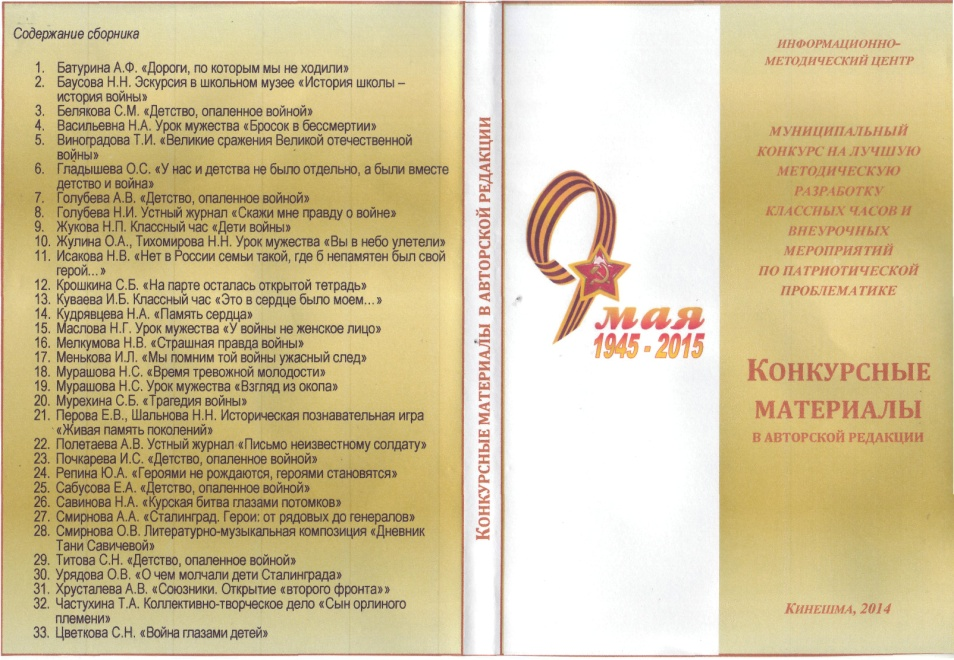 Содержание сборника
1. Батурина А.Ф. «Дороги, по которым мы не ходили»
2. Баусова Н.Н. Эскурсия в школьном музее «История школы –
история войны»
3. Белякова С.М. «Детство, опаленное войной»
4. Васильевна Н.А. Урок мужества «Бросок в бессмертии»
5. Виноградова Т.И. «Великие сражения Великой отечественной
войны»
6. Гладышева О.С. «У нас и детства не было отдельно, а были вместе
детство и война»
7. Голубева А.В. «Детство, опаленное войной»
8. Голубева Н.И. Устный журнал «Скажи мне правду о войне»
9. Жукова Н.П. Классный час «Дети войны»
10. Жулина О.А., Тихомирова Н.Н. Урок мужества «Вы в небо улетели»
11. Исакова Н.В. «Нет в России семьи такой, где б непамятен был свой
герой...»
12. Крошкина С.Б. «На парте осталась открытой тетрадь»
13. Куваева И.Б. Классный час «Это в сердце было моем...»
14. Кудрявцева Н.А. «Память сердца»
15. Маслова Н.Г. Урок мужества «У войны не женское лицо»
16. Мелкумова Н.В. «Страшная правда войны»
17. Менькова И.Л. «Мы помним той войны ужасный след»
18. Мурашова Н.С. «Время тревожной молодости»
19. Мурашова Н.С. Урок мужества «Взгляд из окопа»
20. Мурехина С.Б. «Трагедия войны»
21. Перова Е.В., Шальнова Н.Н. Историческая познавательная игра
«Живая память поколений»
22. Полетаева А.В. Устный журнал «Письмо неизвестному солдату»
23. Почкарева И.С. «Детство, опаленное войной»
24. Репина Ю.А. «Героями не рождаются, героями становятся»
25. Сабусова Е.А. «Детство, опаленное войной»
26. Савинова Н.А. «Курская битва глазами потомков»
27. Смирнова А.А. «Сталинград. Герои: от рядовых до генералов»
28. Смирнова О.В. Литературно-музыкальная композиция «Дневник
Тани Савичевой»
29. Титова С.Н. «Детство, опаленное войной»
30. Урядова О.В. «О чем молчали дети Сталинграда»
31. Хрусталева А.В. «Союзники. Открытие «второго фронта»»
32. Частухина Т.А. Коллективно-творческое дело «Сын орлиного
племени»
33. Цветкова С.Н. «Война глазами детей»
Конкурсные материалы в авторской редакции
9 мая
1945 - 2015
ИНФОРМАЦИОННО-
МЕТОДИЧЕСКИЙ ЦЕНТР
МУНИЦИПАЛЬНЫЙ
КОНКУРС НА ЛУЧШУЮ
МЕТОДИЧЕСКУЮ
РАЗРАБОТКУ
КЛАССНЫХ ЧАСОВ И
ВНЕУРОЧНЫХ
МЕРОПРИЯТИЙ
ПО ПАТРИОТИЧЕСКОЙ
ПРОБЛЕМАТИКЕ
Конкурсные
материалы
в авторской редакции
Кинешма, 2014